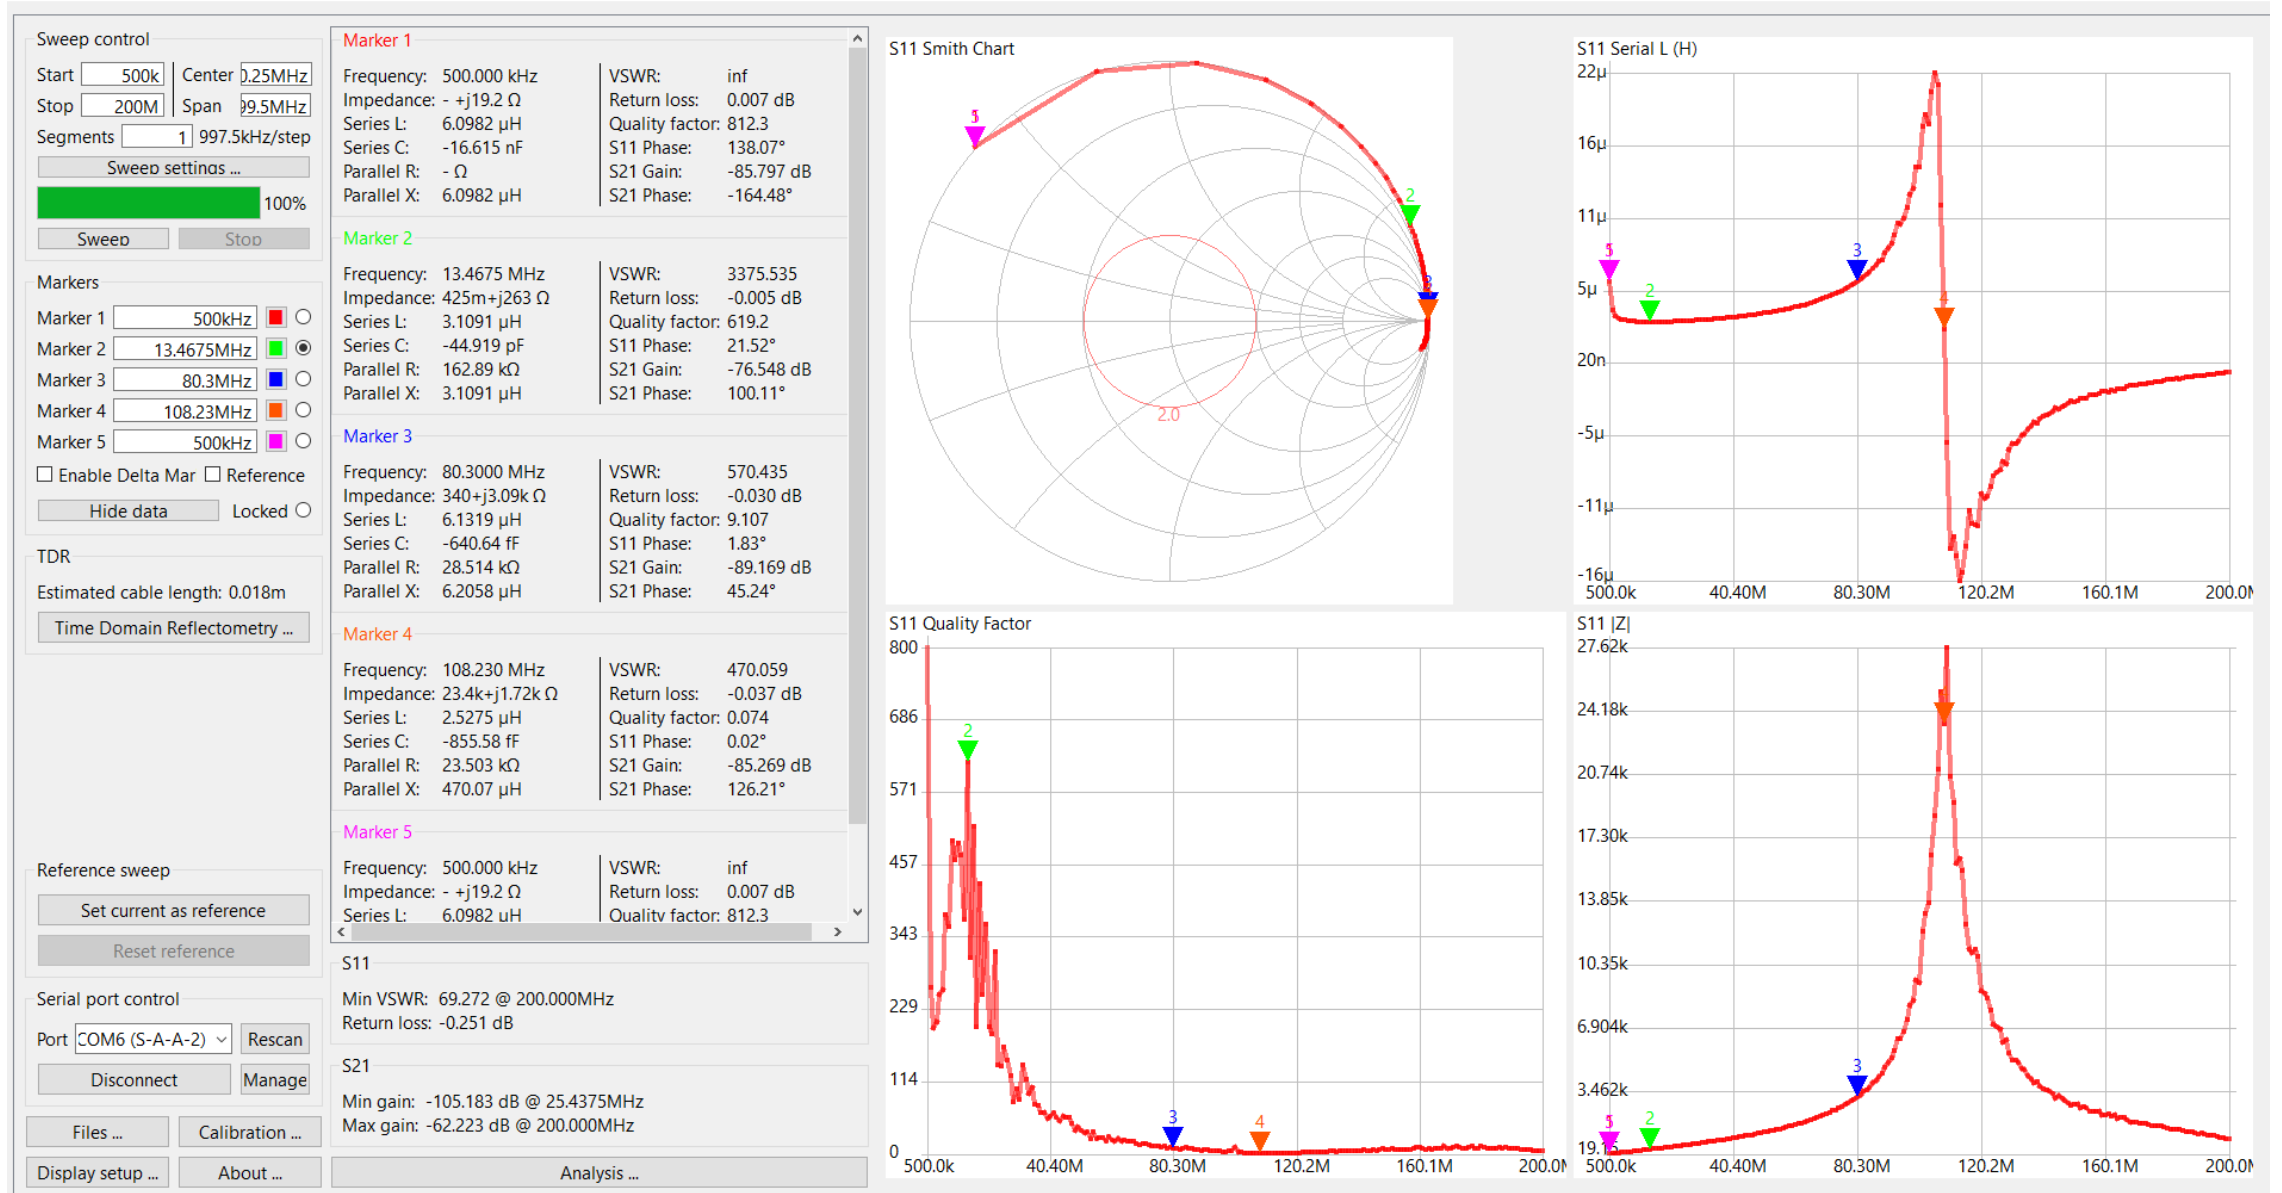 Sweep control
Start 500k Center 0.25MHz
Stop 200M Span 99.5MHz
Segments 1 997.5kHz/step
Sweep settings ...
100%
Sweep Stop
Markers
Marker 1 500kHz
Marker 2 13.4675MHz
Marker 3 80.3MHz
Marker 4 108.23MHz
Marker 5 500kHz
Enable Delta Mar Reference
Hide data Locked
TDR
Estimated cable length: 0.018m
Time Domain Reflectometry ...
Reference sweep
Set current as reference
Reset reference
Serial port control
Port COM6 (S-A-A-2) Rescan
Disconnect Manage
Files ... Calibration ...
Display setup ... About ...
Marker 1
Frequency: 500.000 kHz VSWR: inf
Impedance: - +j19.2 Ω Return loss: 0.007 dB
Series L: 6.0982 µH Quality factor: 812.3
Series C: -16.615 nF S11 Phase: 138.07°
Parallel R: - Ω S21 Gain: -85.797 dB
Parallel X: 6.0982 µH S21 Phase: -164.48°
Marker 2
Frequency: 13.4675 MHz VSWR: 3375.535
Impedance: 425m+j263 Ω Return loss: -0.005 dB
Series L: 3.1091 µH Quality factor: 619.2
Series C: -44.919 pF S11 Phase: 21.52°
Parallel R: 162.89 kΩ S21 Gain: -76.548 dB
Parallel X: 3.1091 µH S21 Phase: 100.11°
Marker 3
Frequency: 80.3000 MHz VSWR: 570.435
Impedance: 340+j3.09k Ω Return loss: -0.030 dB
Series L: 6.1319 µH Quality factor: 9.107
Series C: -640.64 fF S11 Phase: 1.83°
Parallel R: 28.514 kΩ S21 Gain: -89.169 dB
Parallel X: 6.2058 µH S21 Phase: 45.24°
Marker 4
Frequency: 108.230 MHz VSWR: 470.059
Impedance: 23.4k+j1.72k Ω Return loss: -0.037 dB
Series L: 2.5275 µH Quality factor: 0.074
Series C: -855.58 fF S11 Phase: 0.02°
Parallel R: 23.503 kΩ S21 Gain: -85.269 dB
Parallel X: 470.07 µH S21 Phase: 126.21°
Marker 5
Frequency: 500.000 kHz VSWR: inf
Impedance: - +j19.2 Ω Return loss: 0.007 dB
Series L: 6.0982 µH Quality factor: 812.3
S11
Min VSWR: 69.272 @ 200.000MHz
Return loss: -0.251 dB
S21
Min gain: -105.183 dB @ 25.4375MHz
Max gain: -62.223 dB @ 200.000MHz
Analysis ...
S11 Smith Chart
5
2
2.0
S11 Serial L (H)
22µ
16µ
11µ
5µ
20n
-5µ
-11µ
-16µ
5
2
3
4
500.0k 40.40M 80.30M 120.2M 160.1M 200.0M
S11 Quality Factor
800
686
571
457
343
229
114
0
2
3
4
500.0k 40.40M 80.30M 120.2M 160.1M 200.0M
S11 |Z|
27.62k
24.18k
20.74k
17.30k
13.85k
10.35k
6.904k
3.462k
5
2
3
500.0k 40.40M 80.30M 120.2M 160.1M 200.0M